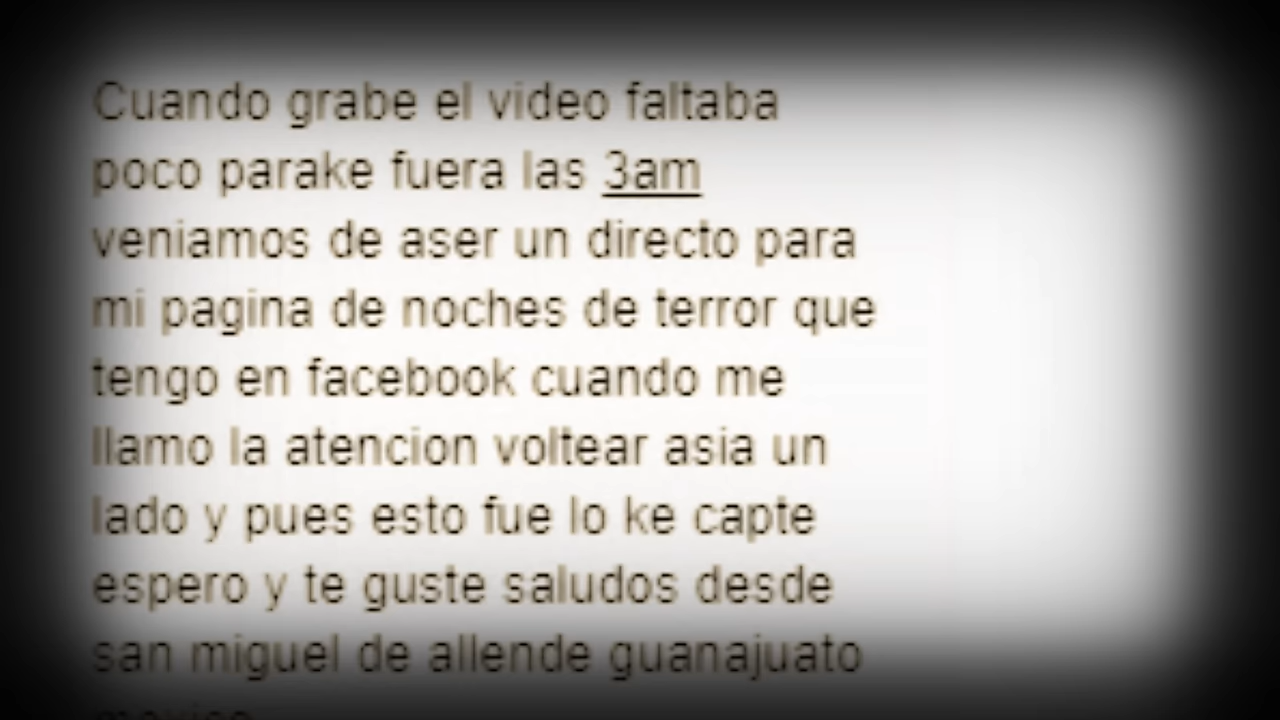 Cuando grabe el video faltaba
poco parake fuera las 3am
veniamos de aser un directo para
mi pagina de noches de terror que
tengo en facebook cuando me
llamo la atencion voltear asia un
lado y pues esto fue lo ke capte
espero y te guste saludos desde
san miguel de allende guanajuato